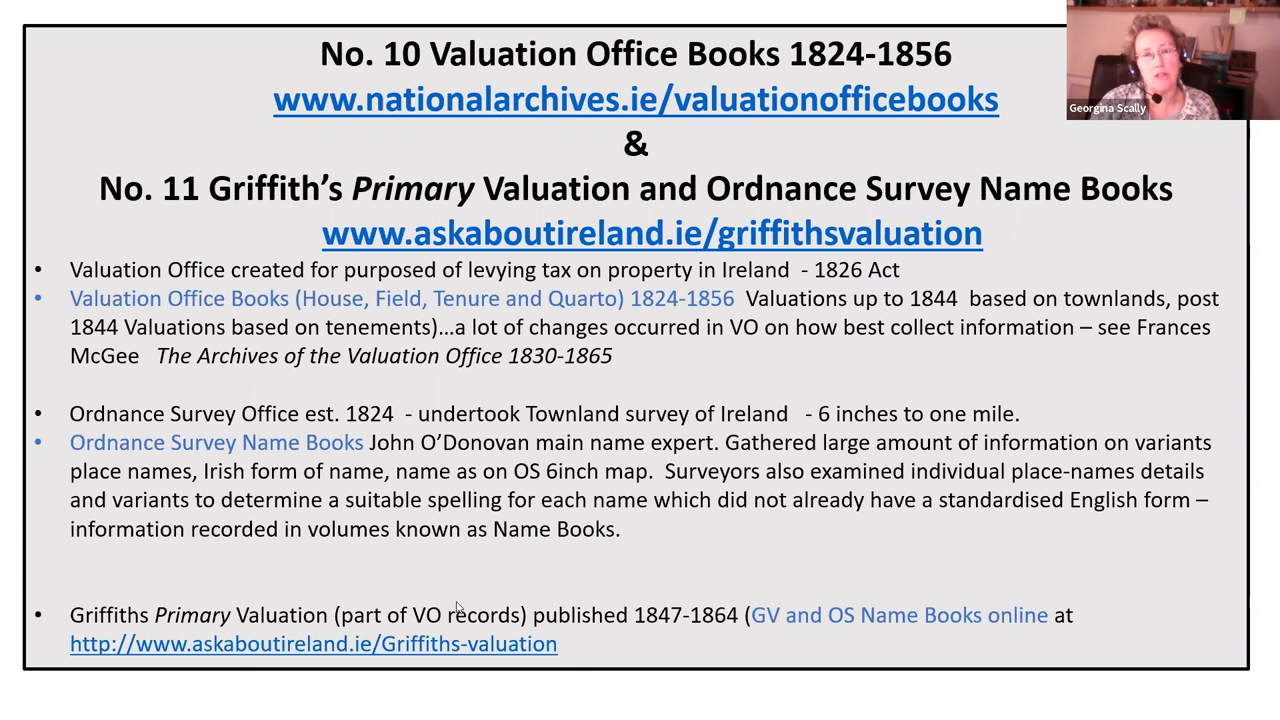 No. 10 Valuation Office Books 1824-1856
www.nationalarchives.ie/valuationofficebooks
&
No. 11 Griffith’s Primary Valuation and Ordnance Survey Name Books
www.askaboutireland.ie/griffithsvaluation
Georgina Scally
• Valuation Office created for purposed of levying tax on property in Ireland - 1826 Act
• Valuation Office Books (House, Field, Tenure and Quarto) 1824-1856 Valuations up to 1844 based on townlands, post
1844 Valuations based on tenements)…a lot of changes occurred in VO on how best collect information – see Frances
McGee The Archives of the Valuation Office 1830-1865
• Ordnance Survey Office est. 1824 - undertook Townland survey of Ireland - 6 inches to one mile.
• Ordnance Survey Name Books John O’Donovan main name expert. Gathered large amount of information on variants
place names, Irish form of name, name as on OS 6inch map. Surveyors also examined individual place-names details
and variants to determine a suitable spelling for each name which did not already have a standardised English form –
information recorded in volumes known as Name Books.
• Griffiths Primary Valuation (part of VO records) published 1847-1864 (GV and OS Name Books online at
http://www.askaboutireland.ie/Griffiths-valuation